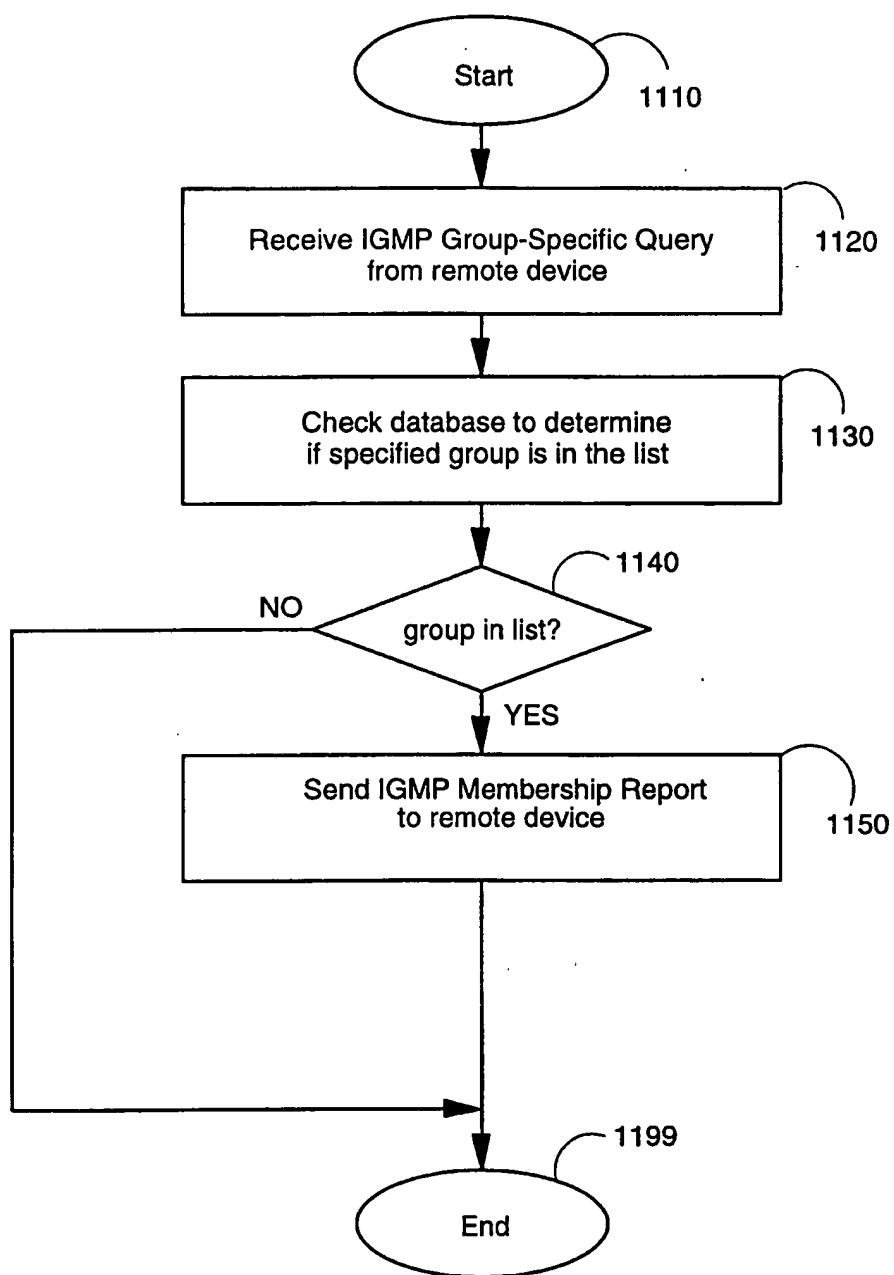 Start
1110
Receive IGMP Group-Specific Query
from remote device
1120
Check database to determine
if specified group is in the list
1130
1140
NO
group in list?
YES
Send IGMP Membership Report
to remote device
1150
1199
End